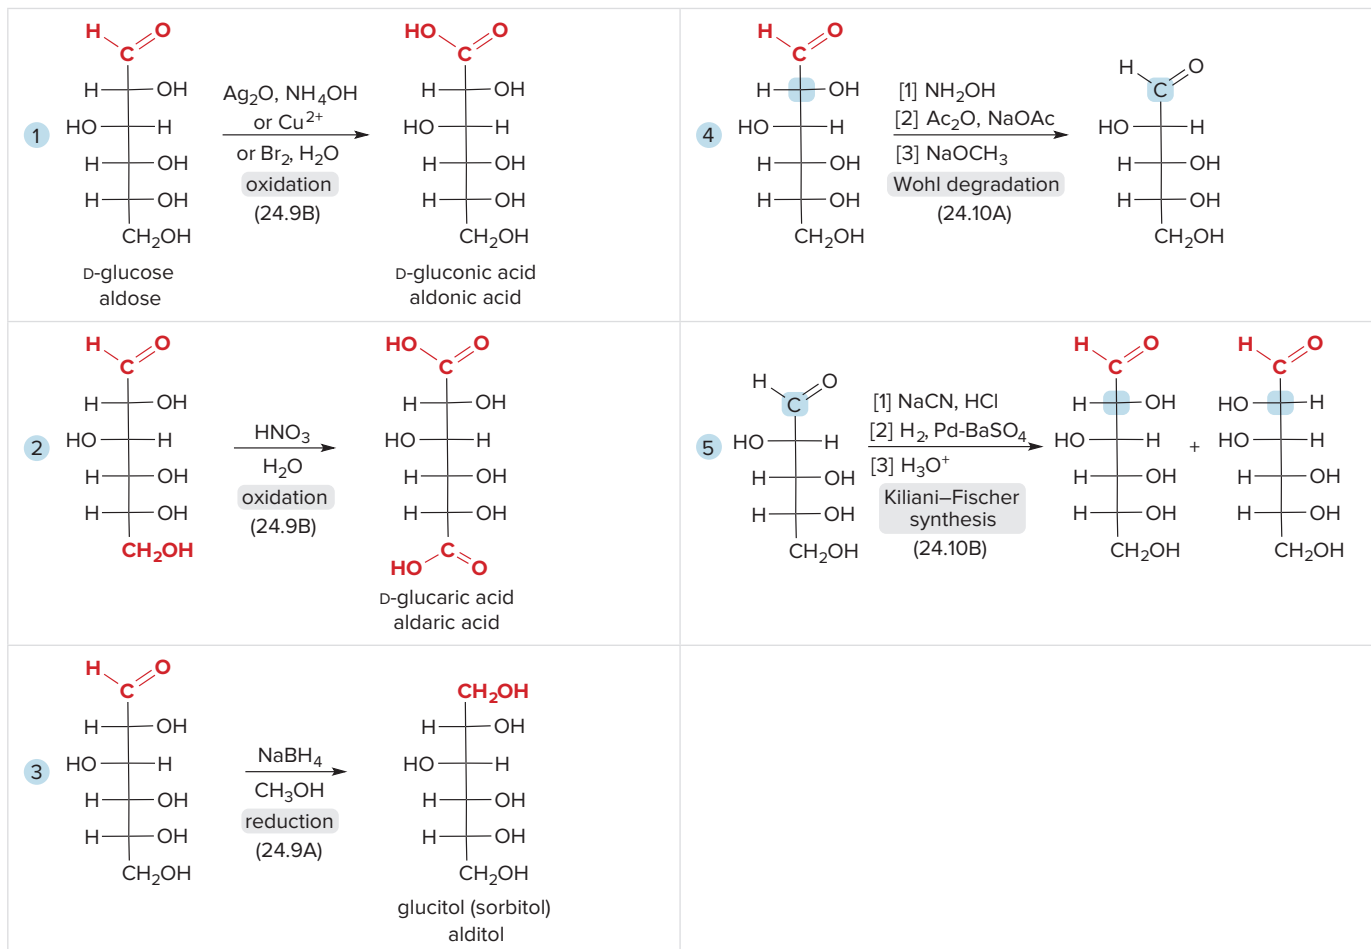 1
H O
C
H OH
HO H
H OH
H OH
CH₂OH
D-glucose
aldose
Ag₂O, NH₄OH
or Cu²⁺
or Br₂, H₂O
oxidation
(24.9B)
HO O
C
H OH
HO H
H OH
H OH
CH₂OH
D-gluconic acid
aldonic acid
4
H O
C
H OH
HO H
H OH
H OH
CH₂OH
[1] NH₂OH
[2] Ac₂O, NaOAc
[3] NaOCH₃
Wohl degradation
(24.10A)
H O
C
HO H
H OH
H OH
CH₂OH
2
H O
C
H OH
HO H
H OH
H OH
CH₂OH
HNO₃
H₂O
oxidation
(24.9B)
HO O
C
H OH
HO H
H OH
H OH
C
HO O
D-glucaric acid
aldaric acid
5
H O
C
HO H
H OH
H OH
CH₂OH
[1] NaCN, HCl
[2] H₂, Pd-BaSO₄
[3] H₃O⁺
Kiliani–Fischer
synthesis
(24.10B)
H O
C
H OH
HO H
H OH
H OH
CH₂OH
+
H O
C
HO H
HO H
H OH
H OH
CH₂OH
3
H O
C
H OH
HO H
H OH
H OH
CH₂OH
NaBH₄
CH₃OH
reduction
(24.9A)
CH₂OH
H OH
HO H
H OH
H OH
CH₂OH
glucitol (sorbitol)
alditol